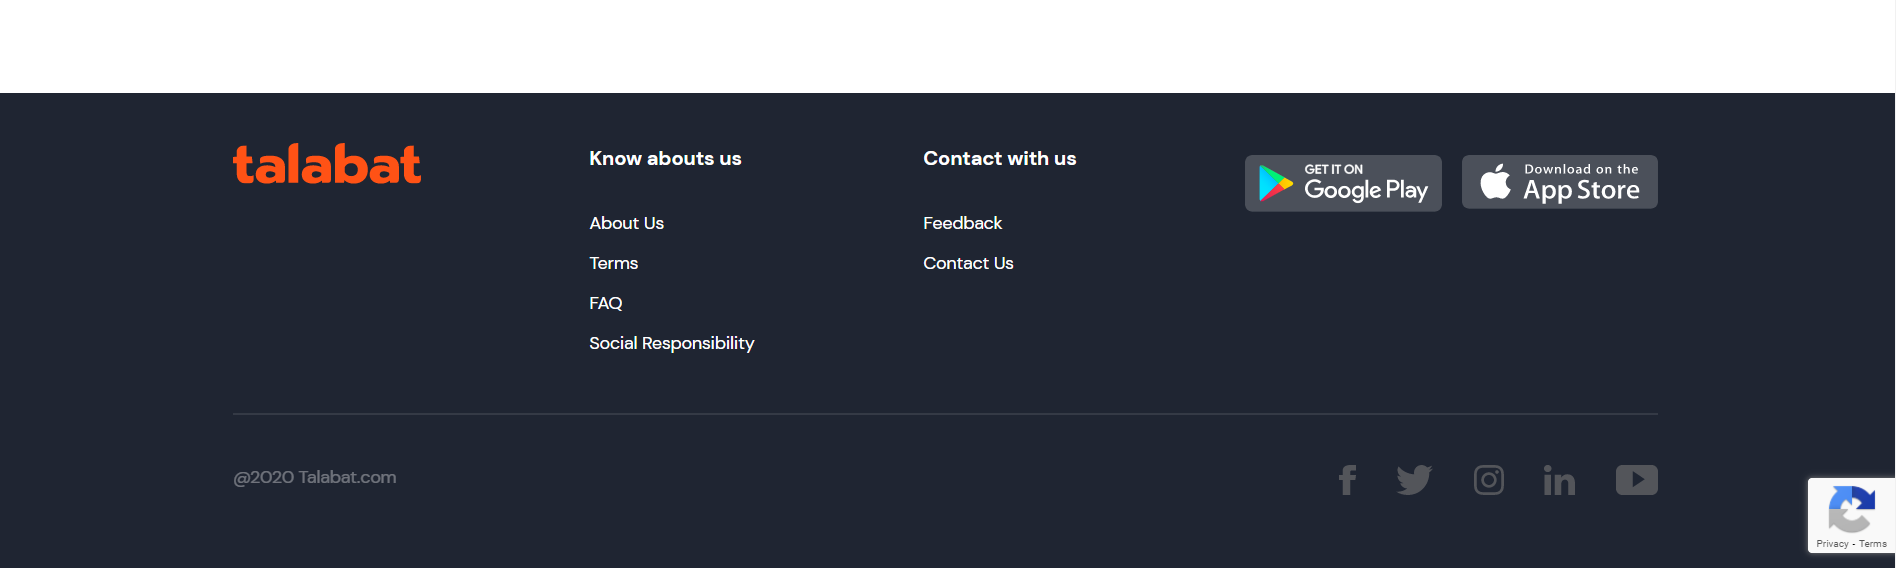 talabat
Know abouts us
About Us
Terms
FAQ
Social Responsibility
Contact with us
Feedback
Contact Us
GET IT ON
Google Play
Download on the
App Store
@2020 Talabat.com
Privacy - Terms